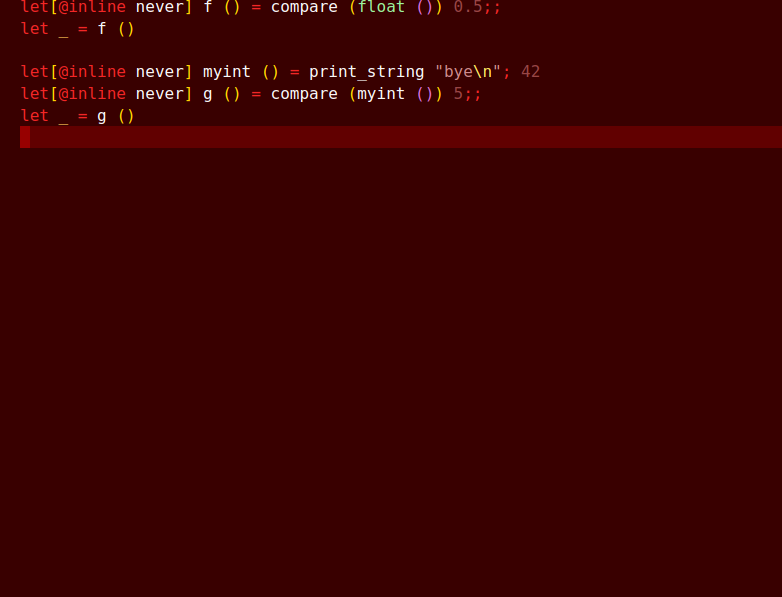 let[@inline never] f () = compare (float ()) 0.5;;
let _ = f ()
let[@inline never] myint () = print_string "bye\n"; 42
let[@inline never] g () = compare (myint ()) 5;;
let _ = g ()